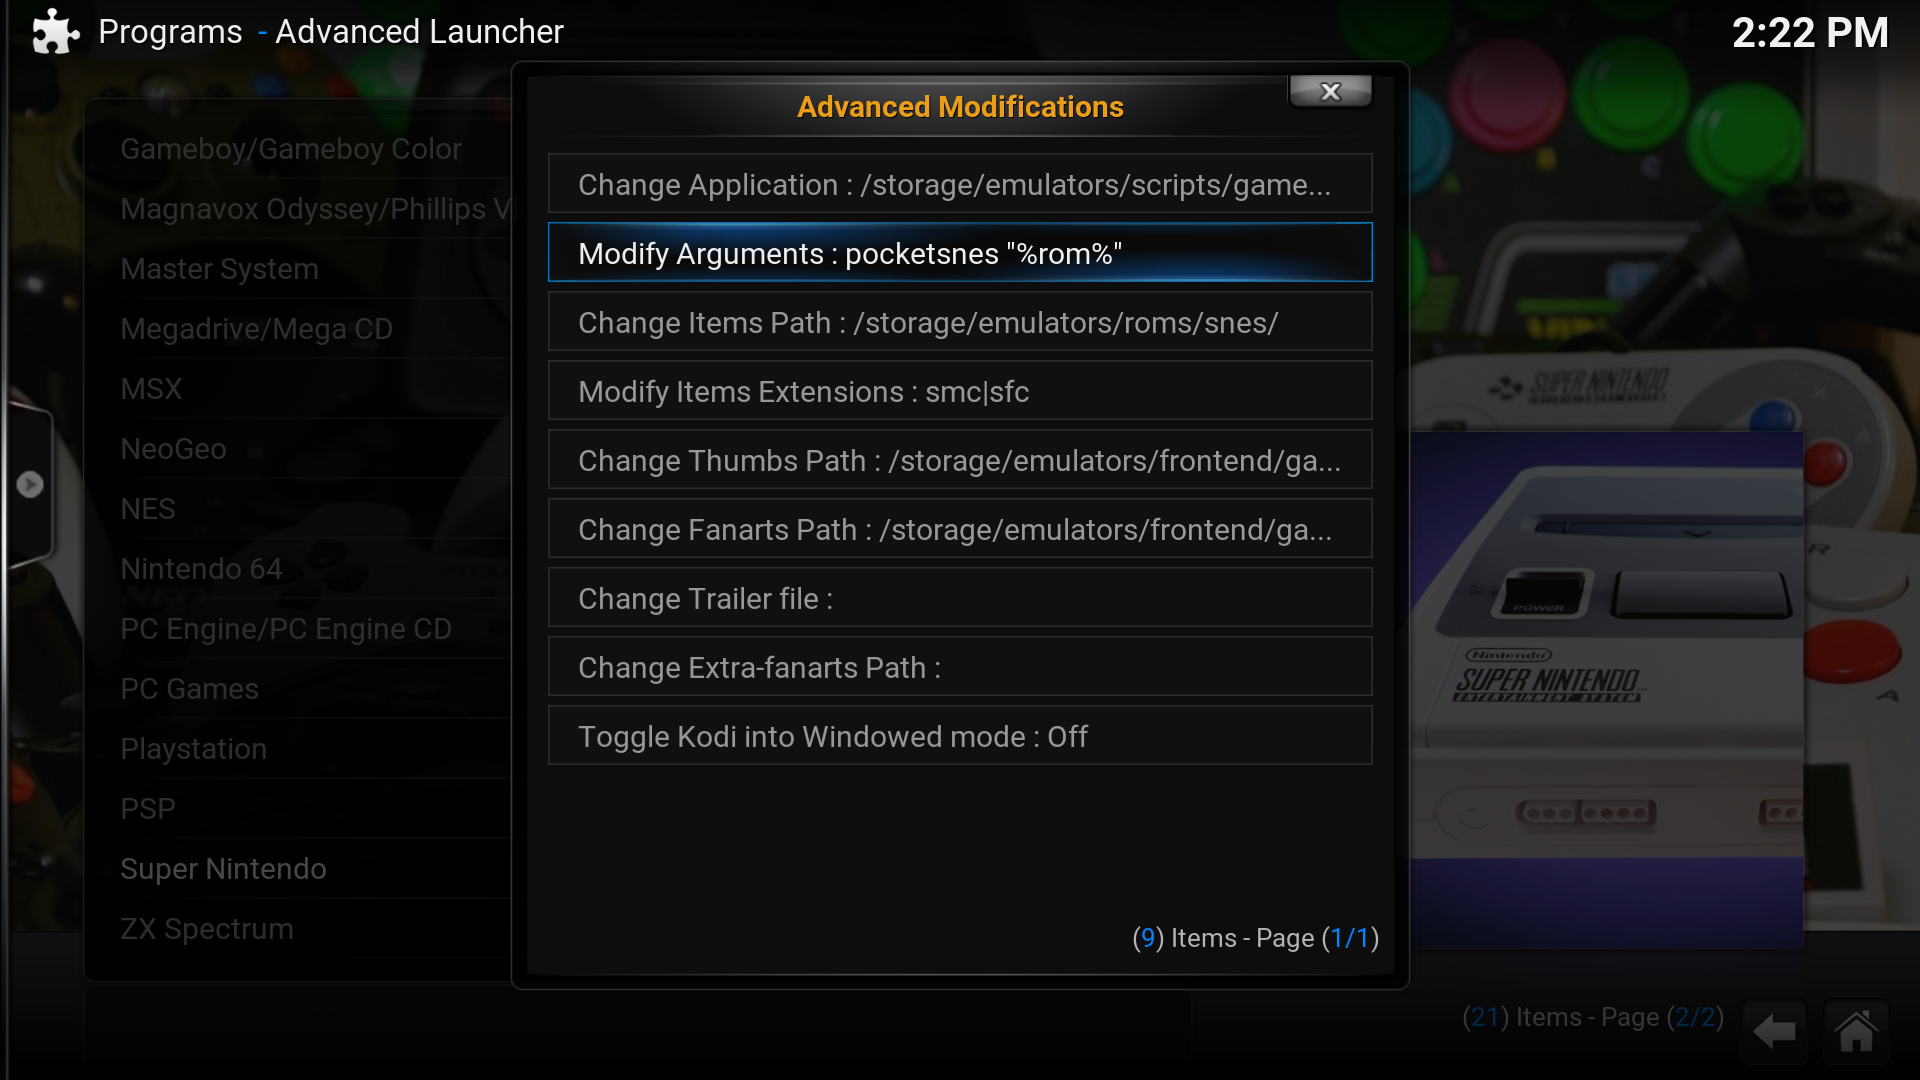 Programs - Advanced Launcher
2:22 PM
Advanced Modifications
x
Change Application : /storage/emulators/scripts/game...
Modify Arguments : pocketsnes "%rom%"
Change Items Path : /storage/emulators/roms/snes/
Modify Items Extensions : smc|sfc
Change Thumbs Path : /storage/emulators/frontend/ga...
Change Fanarts Path : /storage/emulators/frontend/ga...
Change Trailer file :
Change Extra-fanarts Path :
Toggle Kodi into Windowed mode : Off
(9) Items - Page (1/1)
Gameboy/Gameboy Color
Magnavox Odyssey/Phillips
Master System
Megadrive/Mega CD
MSX
NeoGeo
NES
Nintendo 64
PC Engine/PC Engine CD
PC Games
Playstation
PSP
Super Nintendo
ZX Spectrum
SUPER NINTENDO
POWER
Nintendo
SUPER NINTENDO
ENTERTAINMENT SYSTEM
B
A
C
X
A
R
A
(21) Items - Page (2/2)